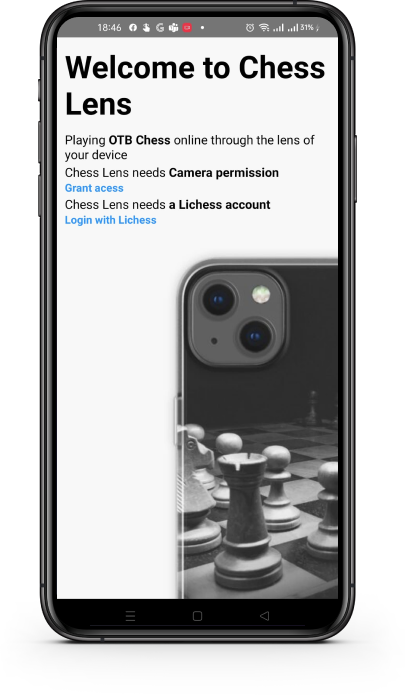 18:46 31%
Welcome to Chess
Lens
Playing OTB Chess online through the lens of
your device
Chess Lens needs Camera permission
Grant acess
Chess Lens needs a Lichess account
Login with Lichess